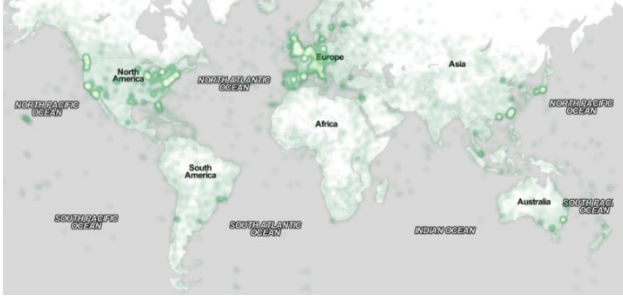 Europe
Asia
North
America
NORTH ATLANTIC
OCEAN
NORTH PACIFIC
OCEAN
NORTH PACIFIC
OCEAN
Africa
South
America
Australia
SOUTH PACI
OCEAN
SOUTH PACIFIC
OCEAN
SOUTH ATLANTIC
OCEAN
INDIAN OCEAN